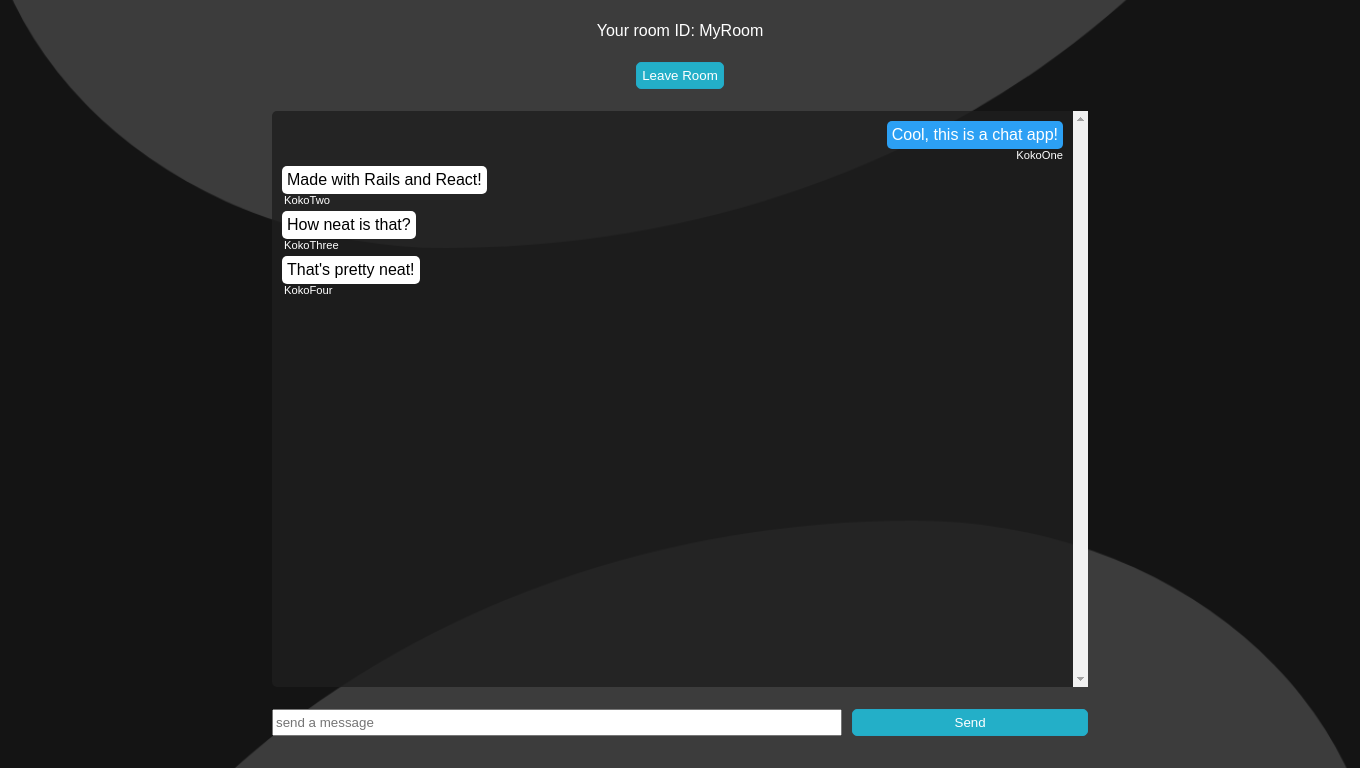 Your room ID: MyRoom
Leave Room
Cool, this is a chat app!
KokoOne
Made with Rails and React!
KokoTwo
How neat is that?
KokoThree
That's pretty neat!
KokoFour
send a message
Send